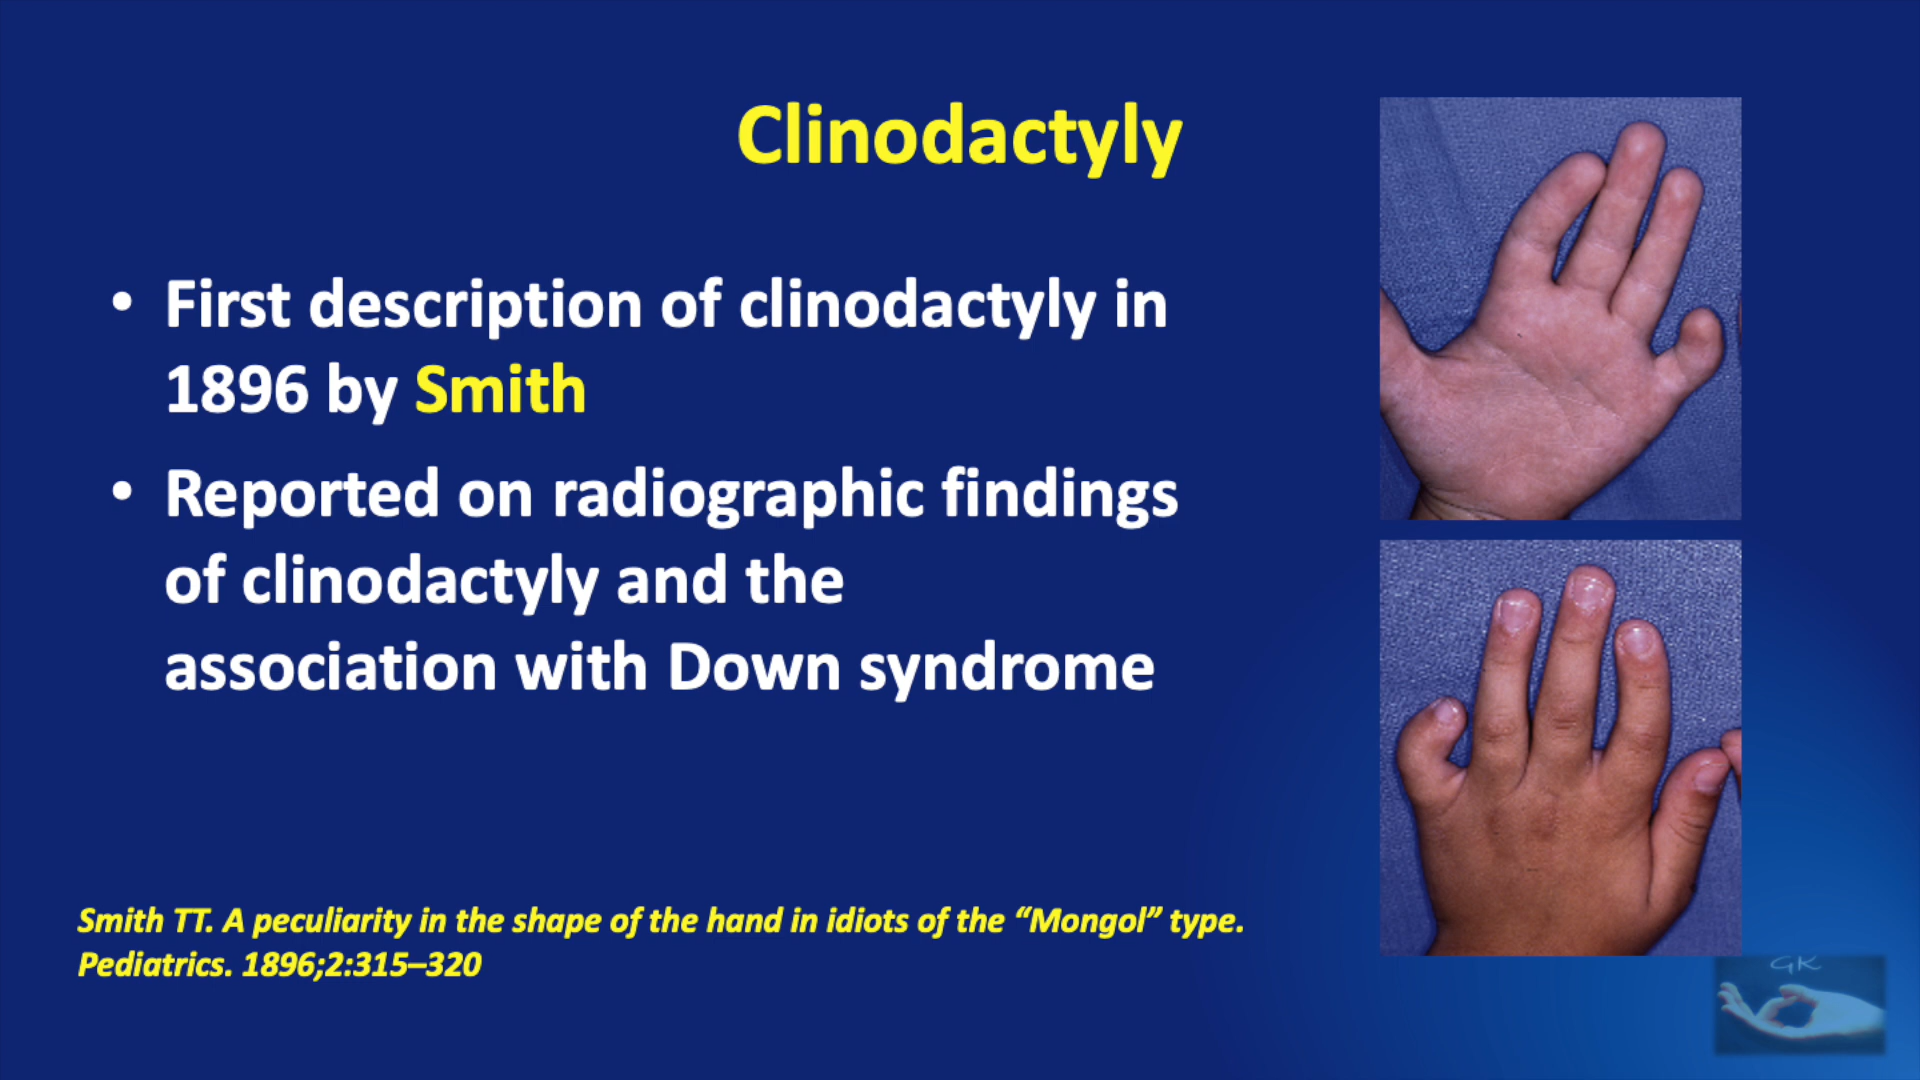 Clinodactyly
• First description of clinodactyly in
1896 by Smith
• Reported on radiographic findings
of clinodactyly and the
association with Down syndrome
Smith TT. A peculiarity in the shape of the hand in idiots of the “Mongol” type.
Pediatrics. 1896;2:315–320
GK